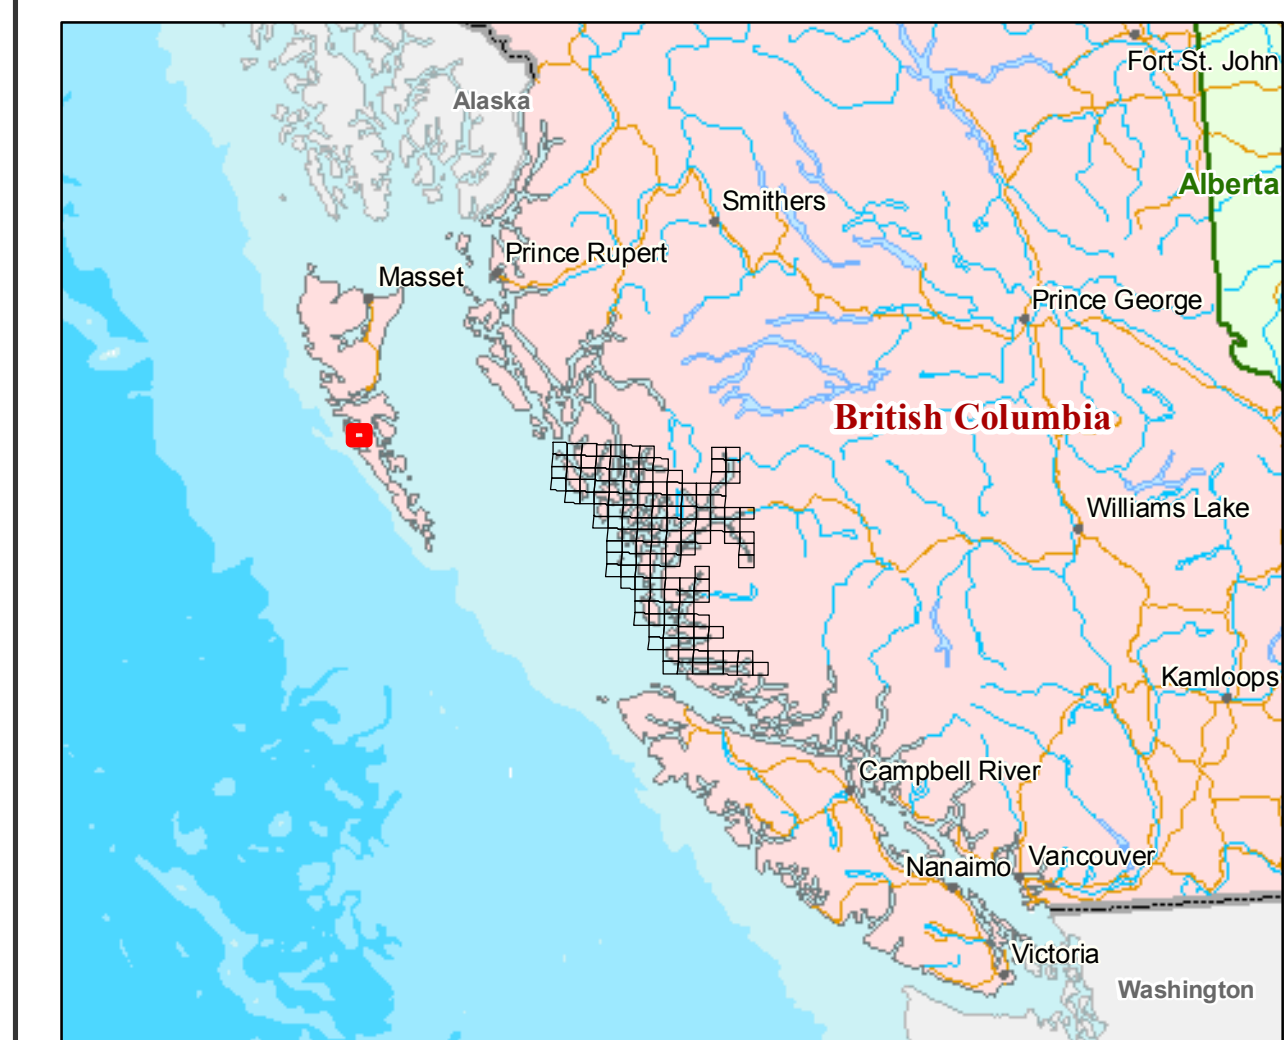 Fort St. John
Alaska
Alberta
Smithers
Prince Rupert
Masset
Prince George
British Columbia
Williams Lake
Kamloops
Campbell River
Vancouver
Nanaimo
Victoria
Washington